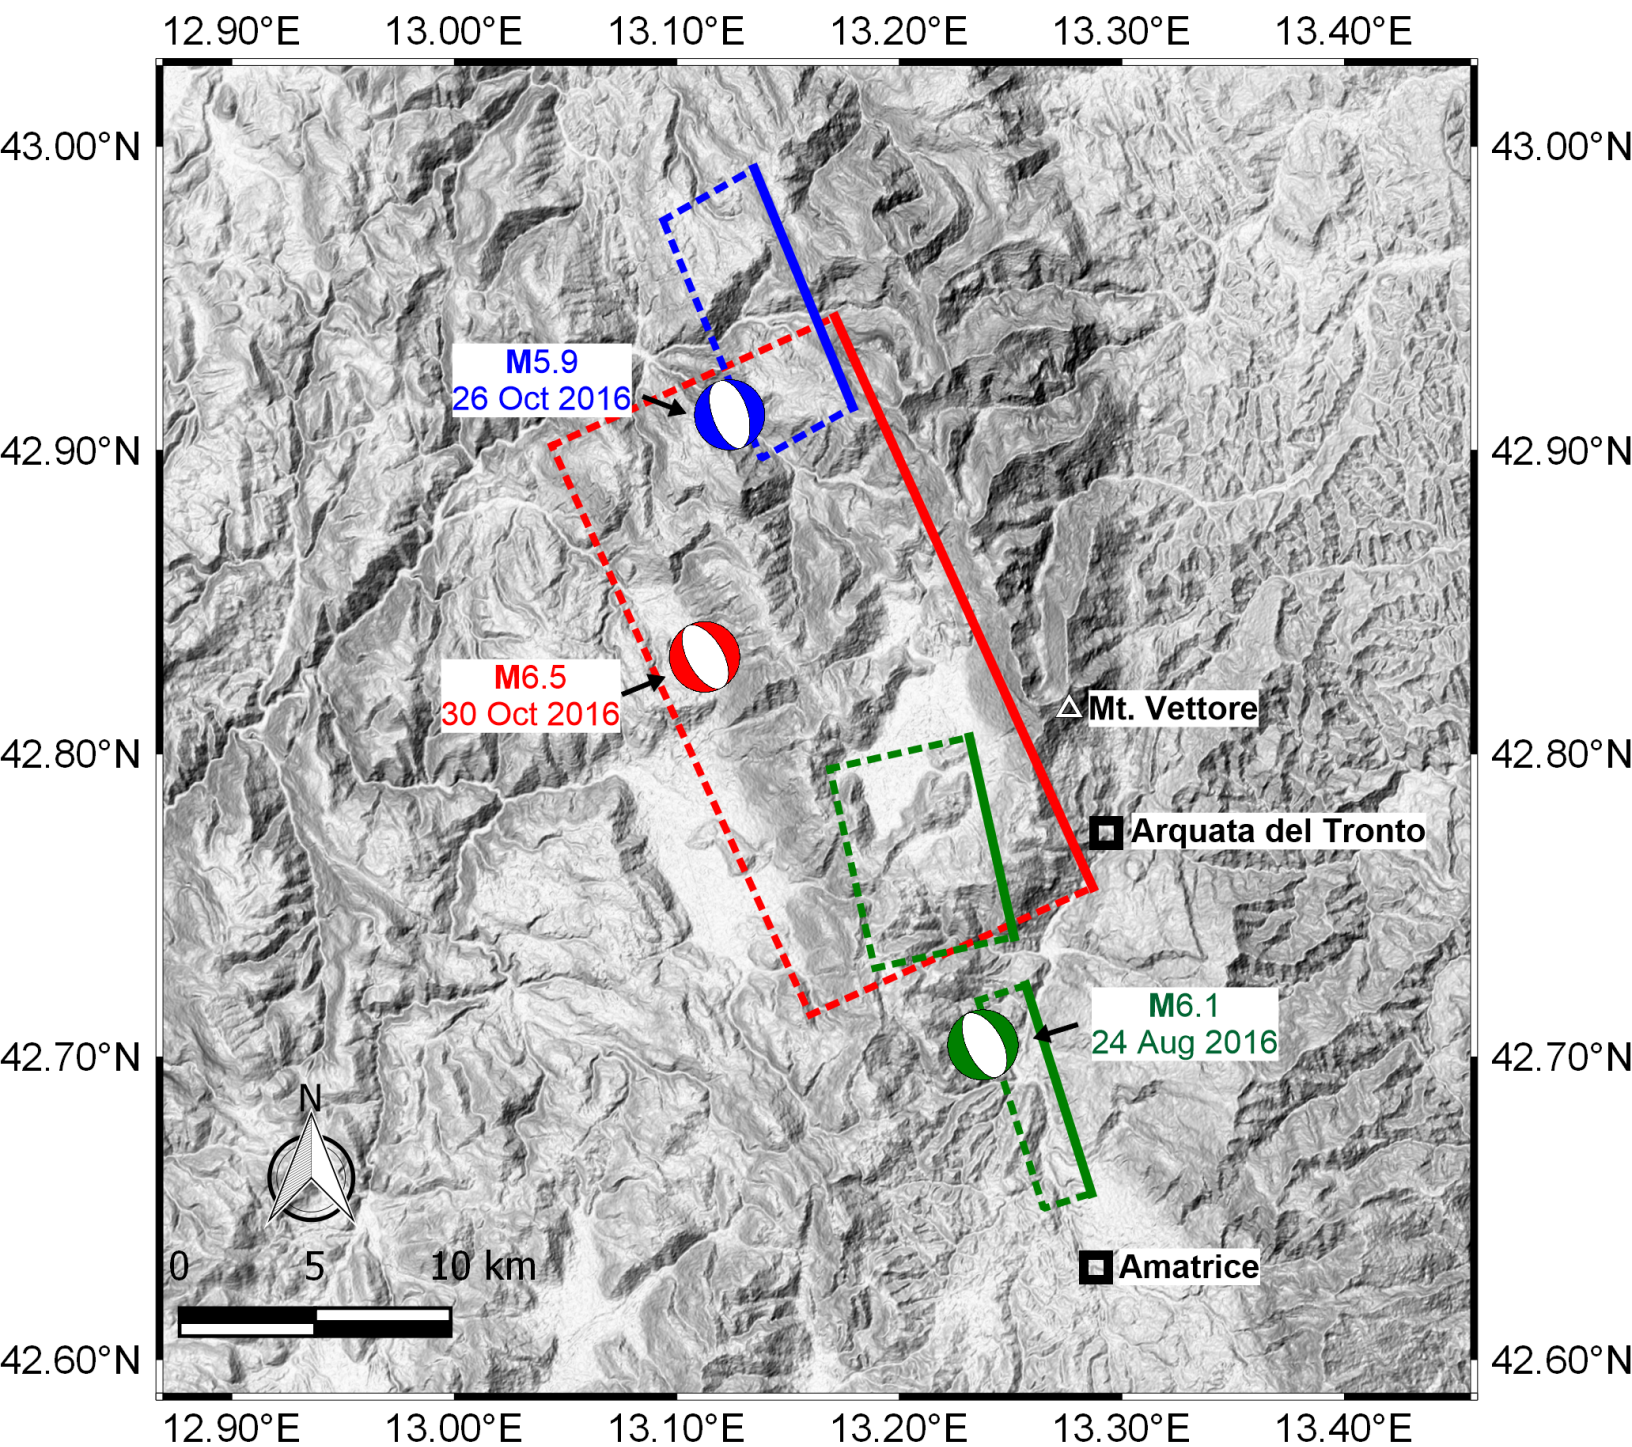 12.90°E 13.00°E 13.10°E 13.20°E 13.30°E 13.40°E
43.00°N 43.00°N
M5.9
26 Oct 2016
42.90°N 42.90°N
M6.5
30 Oct 2016
Mt. Vettore
42.80°N 42.80°N
Arquata del Tronto
M6.1
24 Aug 2016
42.70°N 42.70°N
N
0 5 10 km
Amatrice
42.60°N 42.60°N
12.90°E 13.00°E 13.10°E 13.20°E 13.30°E 13.40°E